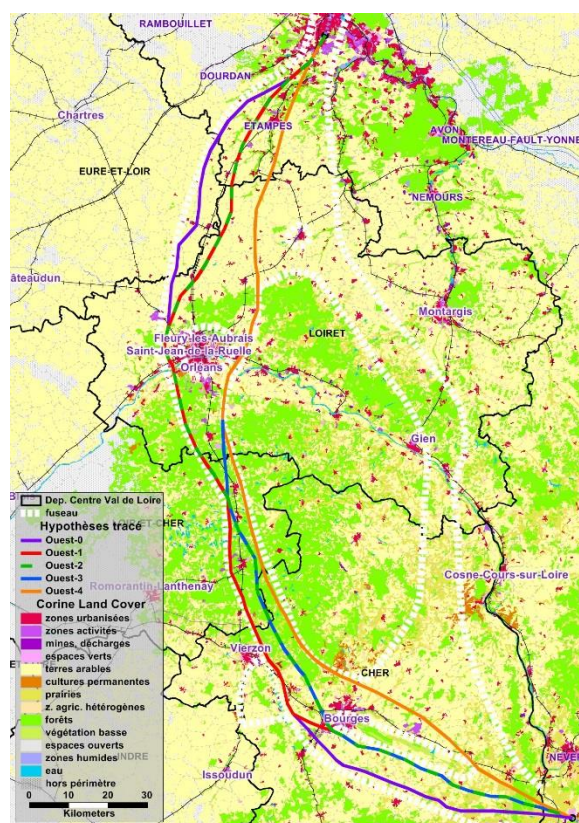 RAMBOUILLET
DOURDAN
Chartres
ETAMPES
AVON
MONTEREAU-FAULT-YONNE
EURE-ET-LOIR
NEMOURS
âteaudun
Montargis
LOIRET
Fleury-les-Aubrais
Saint-Jean-de-la-Ruelle
Orléans
Gien
Dep. Centre Val de Loire
fuseau
Hypothèses tracé
LOIR-ET-CHER
Ouest-0
Ouest-1
Ouest-2
Ouest-3
Ouest-4
Cosne-Cours-sur-Loire
Romorantin-Lanthenay
Corine Land Cover
zones urbanisées
zones activités
mines, décharges
espaces verts
terres arables
cultures permanentes
prairies
z. agric. hétérogènes
forêts
végétation basse
espaces ouverts
zones humides
eau
hors périmètre
Vierzon
CHER
Bourges
NEVER
INDRE
Issoudun
0 10 20 30
Kilometers